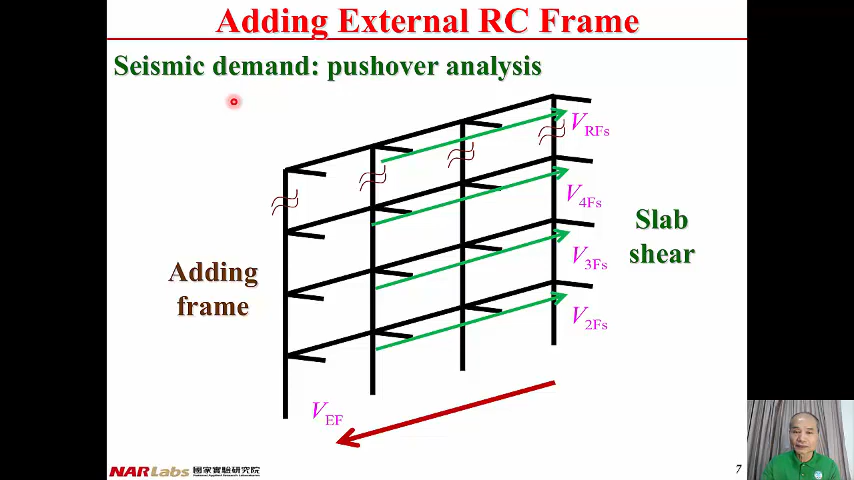 Adding External RC Frame
Seismic demand: pushover analysis
V_RFs
V_4Fs
Slab
shear
V_3Fs
Adding
frame
V_2Fs
V_EF
NARLabs 國家實驗研究院
7